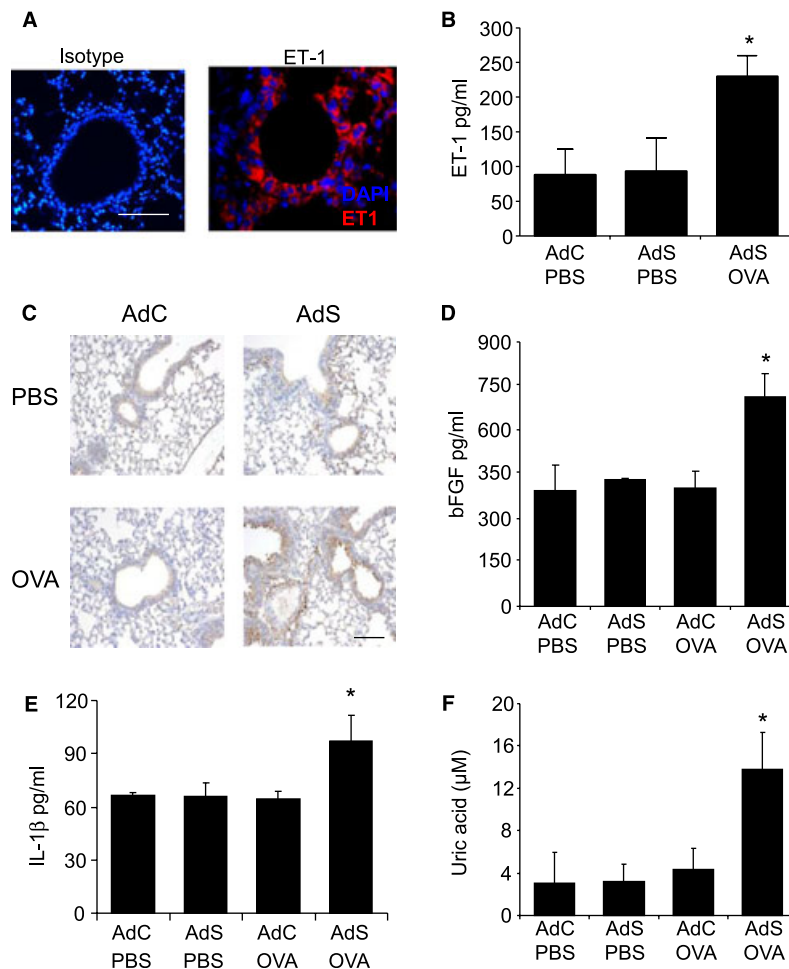 A
Isotype
ET-1
DAPI
ET1
B
ET-1 pg/ml
300
250
200
150
100
50
0
*
AdC
PBS
AdS
PBS
AdS
OVA
C
AdC
AdS
PBS
OVA
D
bFGF pg/ml
900
750
600
450
300
150
0
*
AdC
PBS
AdS
PBS
AdC
OVA
AdS
OVA
E
IL-1β pg/ml
120
90
60
30
0
*
AdC
PBS
AdS
PBS
AdC
OVA
AdS
OVA
F
Uric acid (µM)
20
16
12
8
4
0
*
AdC
PBS
AdS
PBS
AdC
OVA
AdS
OVA